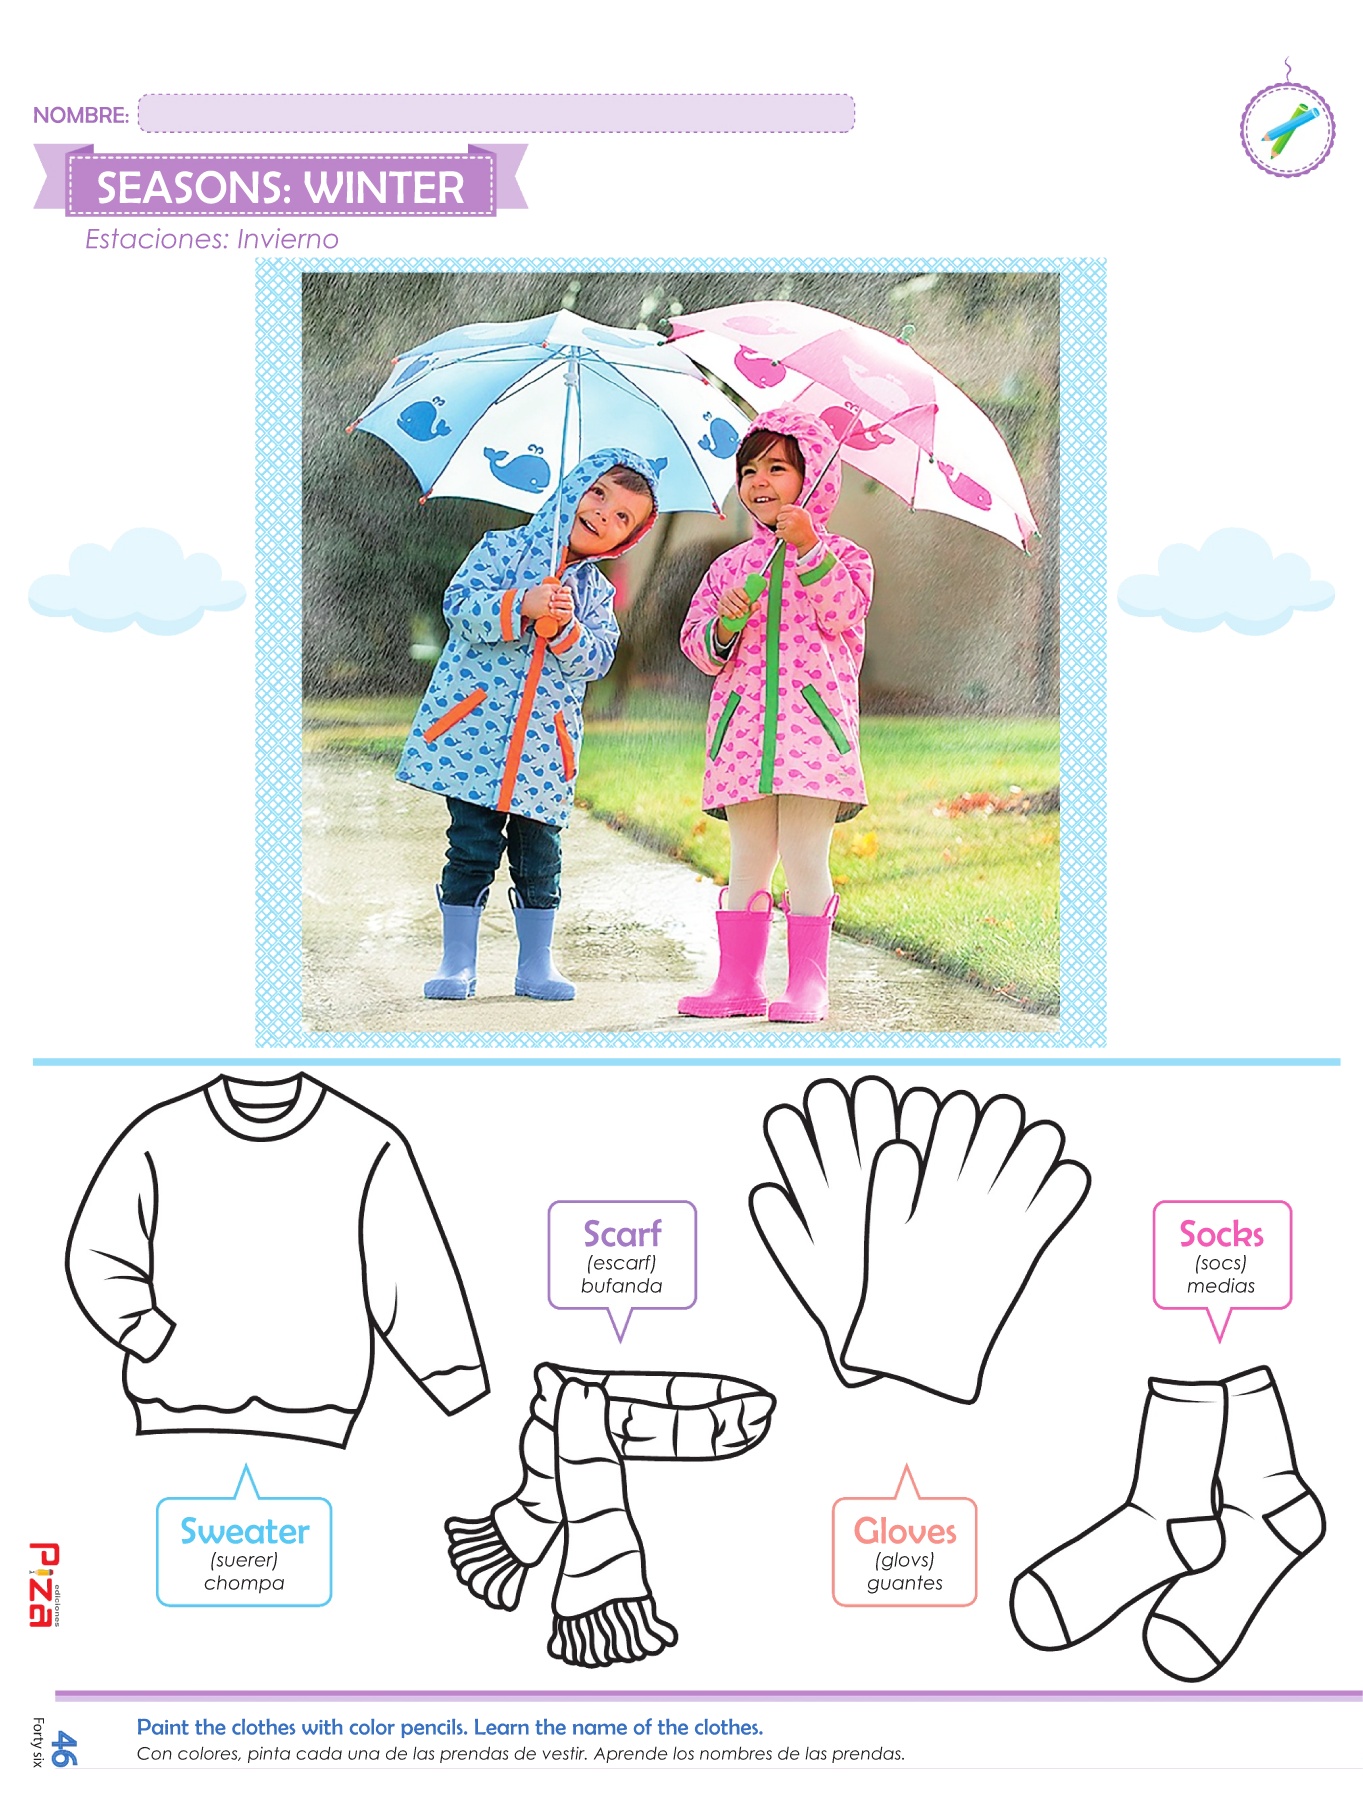 NOMBRE:
SEASONS: WINTER
Estaciones: Invierno
Scarf
(escarf)
bufanda
Socks
(socs)
medias
Sweater
(suerer)
chompa
Gloves
(glovs)
guantes
Piza
ediciones
46
Forty six
Paint the clothes with color pencils. Learn the name of the clothes.
Con colores, pinta cada una de las prendas de vestir. Aprende los nombres de las prendas.